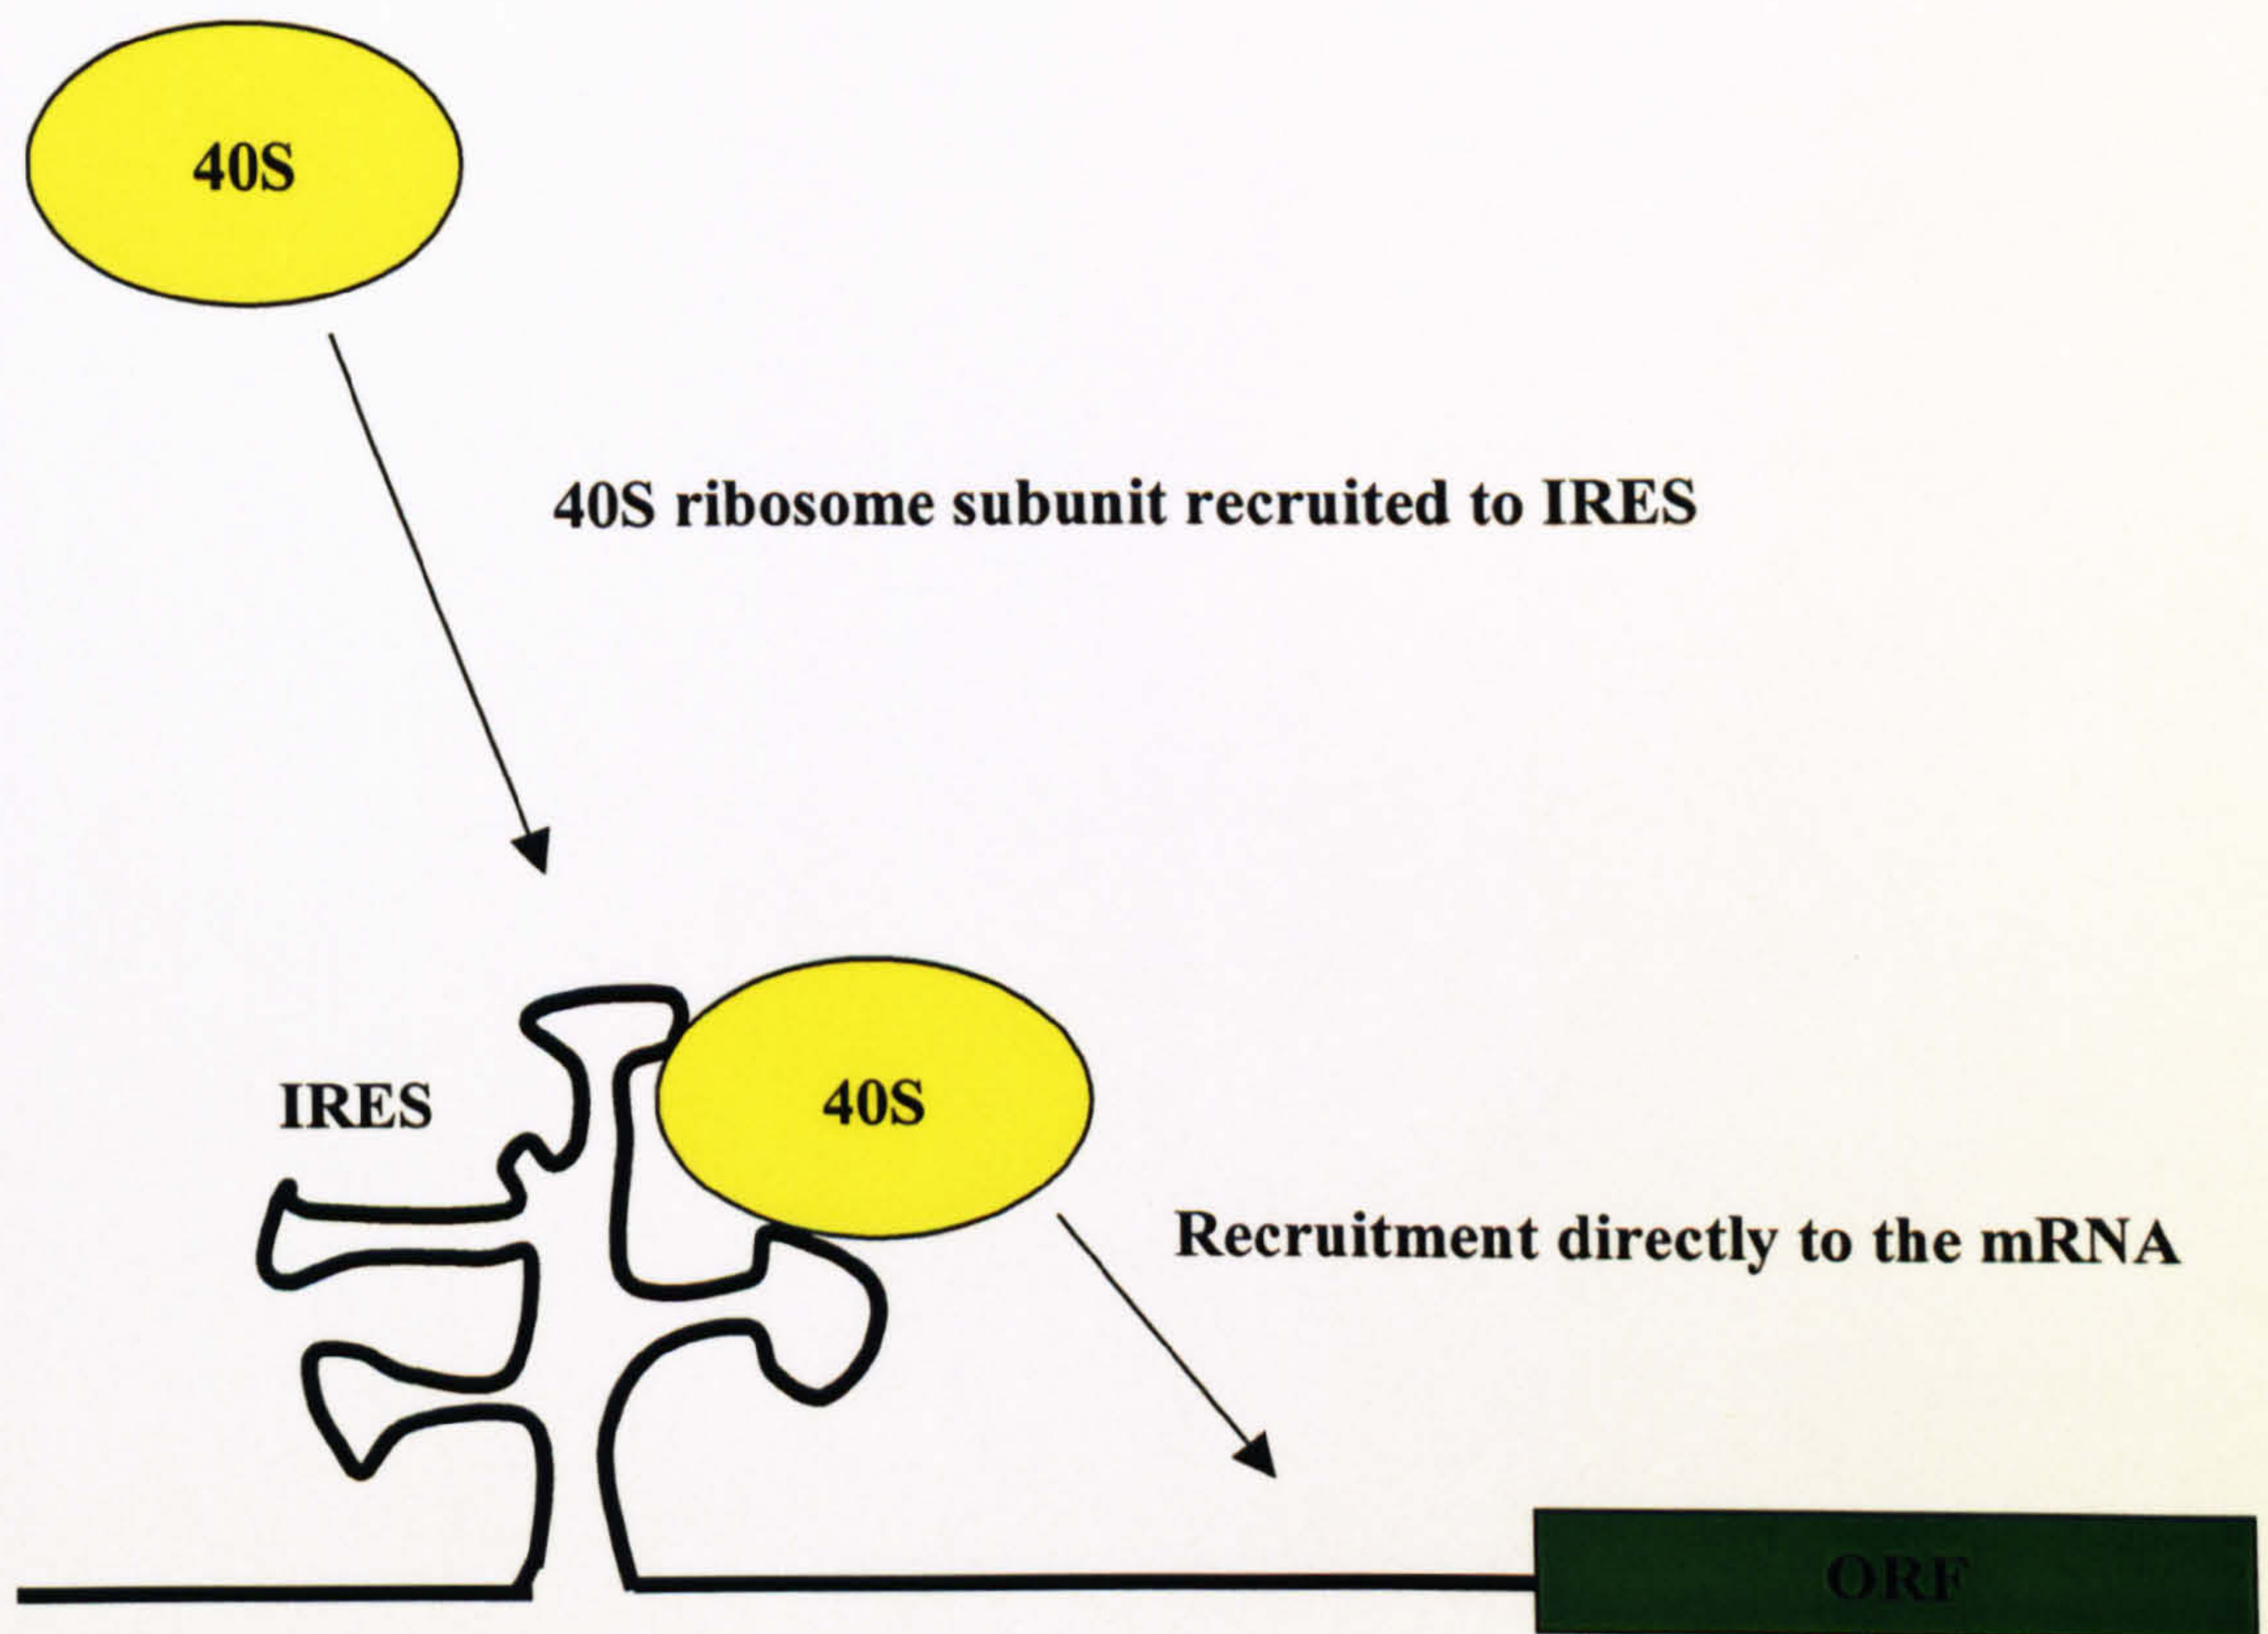 40S
40S ribosome subunit recruited to IRES
IRES
40S
Recruitment directly to the mRNA
ORF